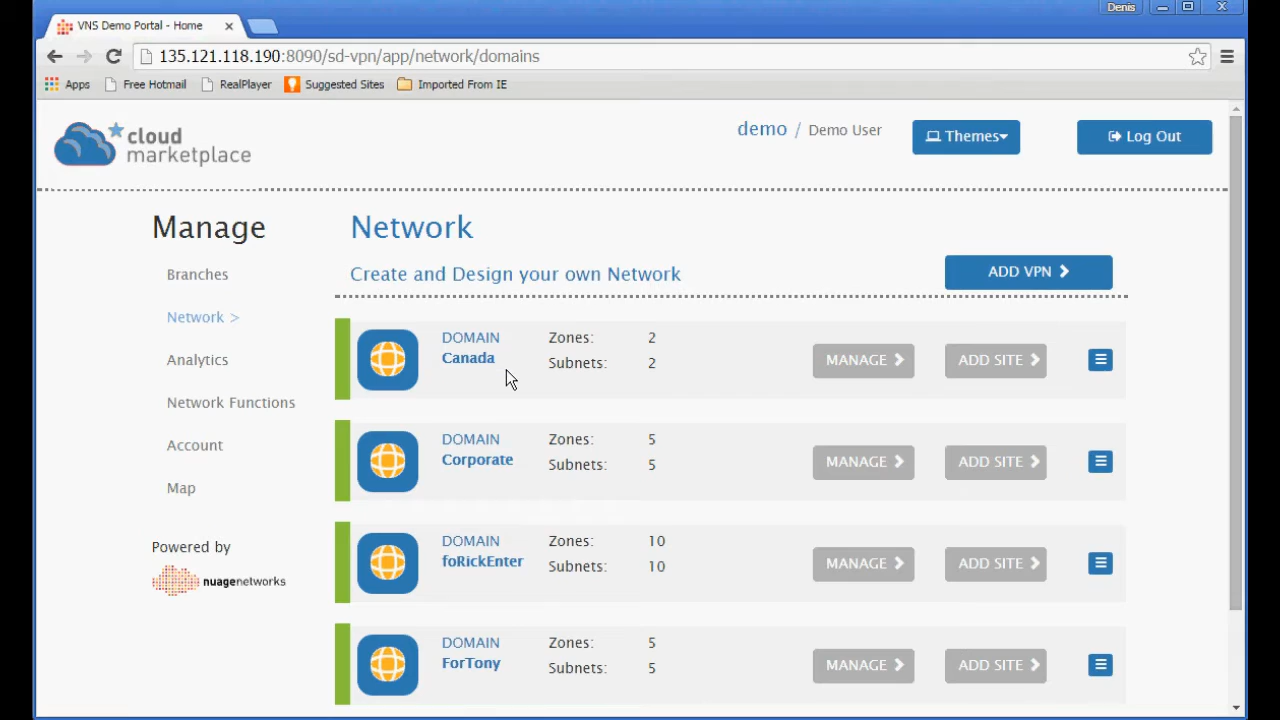 Denis
VNS Demo Portal - Home
135.121.118.190:8090/sd-vpn/app/network/domains
Apps Free Hotmail RealPlayer Suggested Sites Imported From IE
cloud
marketplace
demo / Demo User Themes Log Out
Manage
Branches
Network >
Analytics
Network Functions
Account
Map
Powered by
nuagenetworks
Network
Create and Design your own Network ADD VPN
DOMAIN Zones: 2
Canada Subnets: 2
MANAGE ADD SITE
DOMAIN Zones: 5
Corporate Subnets: 5
MANAGE ADD SITE
DOMAIN Zones: 10
foRickEnter Subnets: 10
MANAGE ADD SITE
DOMAIN Zones: 5
ForTony Subnets: 5
MANAGE ADD SITE